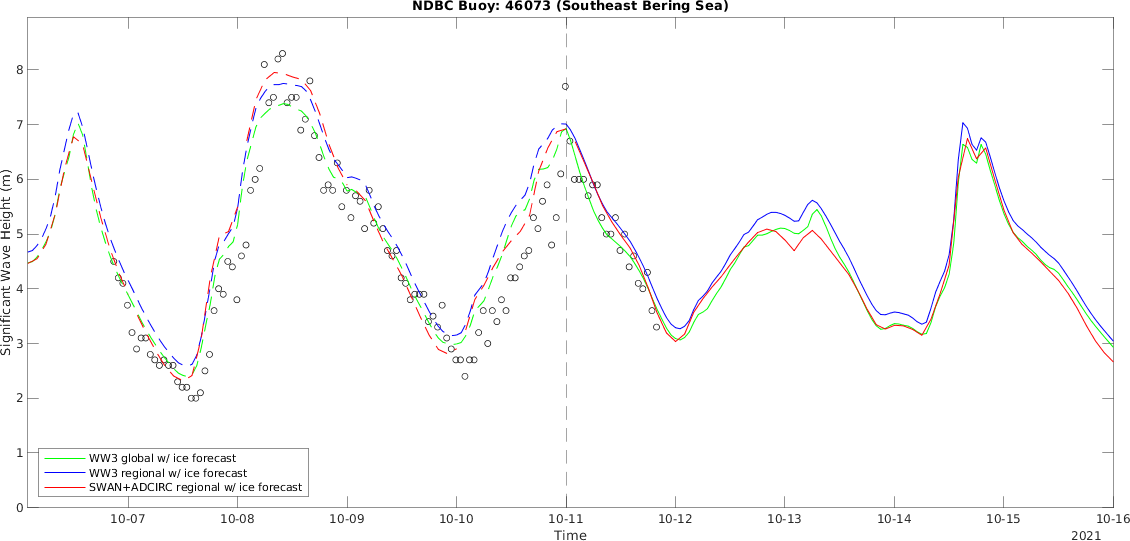 NDBC Buoy: 46073 (Southeast Bering Sea)
Significant Wave Height (m)
8
7
6
5
4
3
2
1
0
WW3 global w/ ice forecast
WW3 regional w/ ice forecast
SWAN+ADCIRC regional w/ ice forecast
10-07 10-08 10-09 10-10 10-11 10-12 10-13 10-14 10-15 10-16
Time
2021